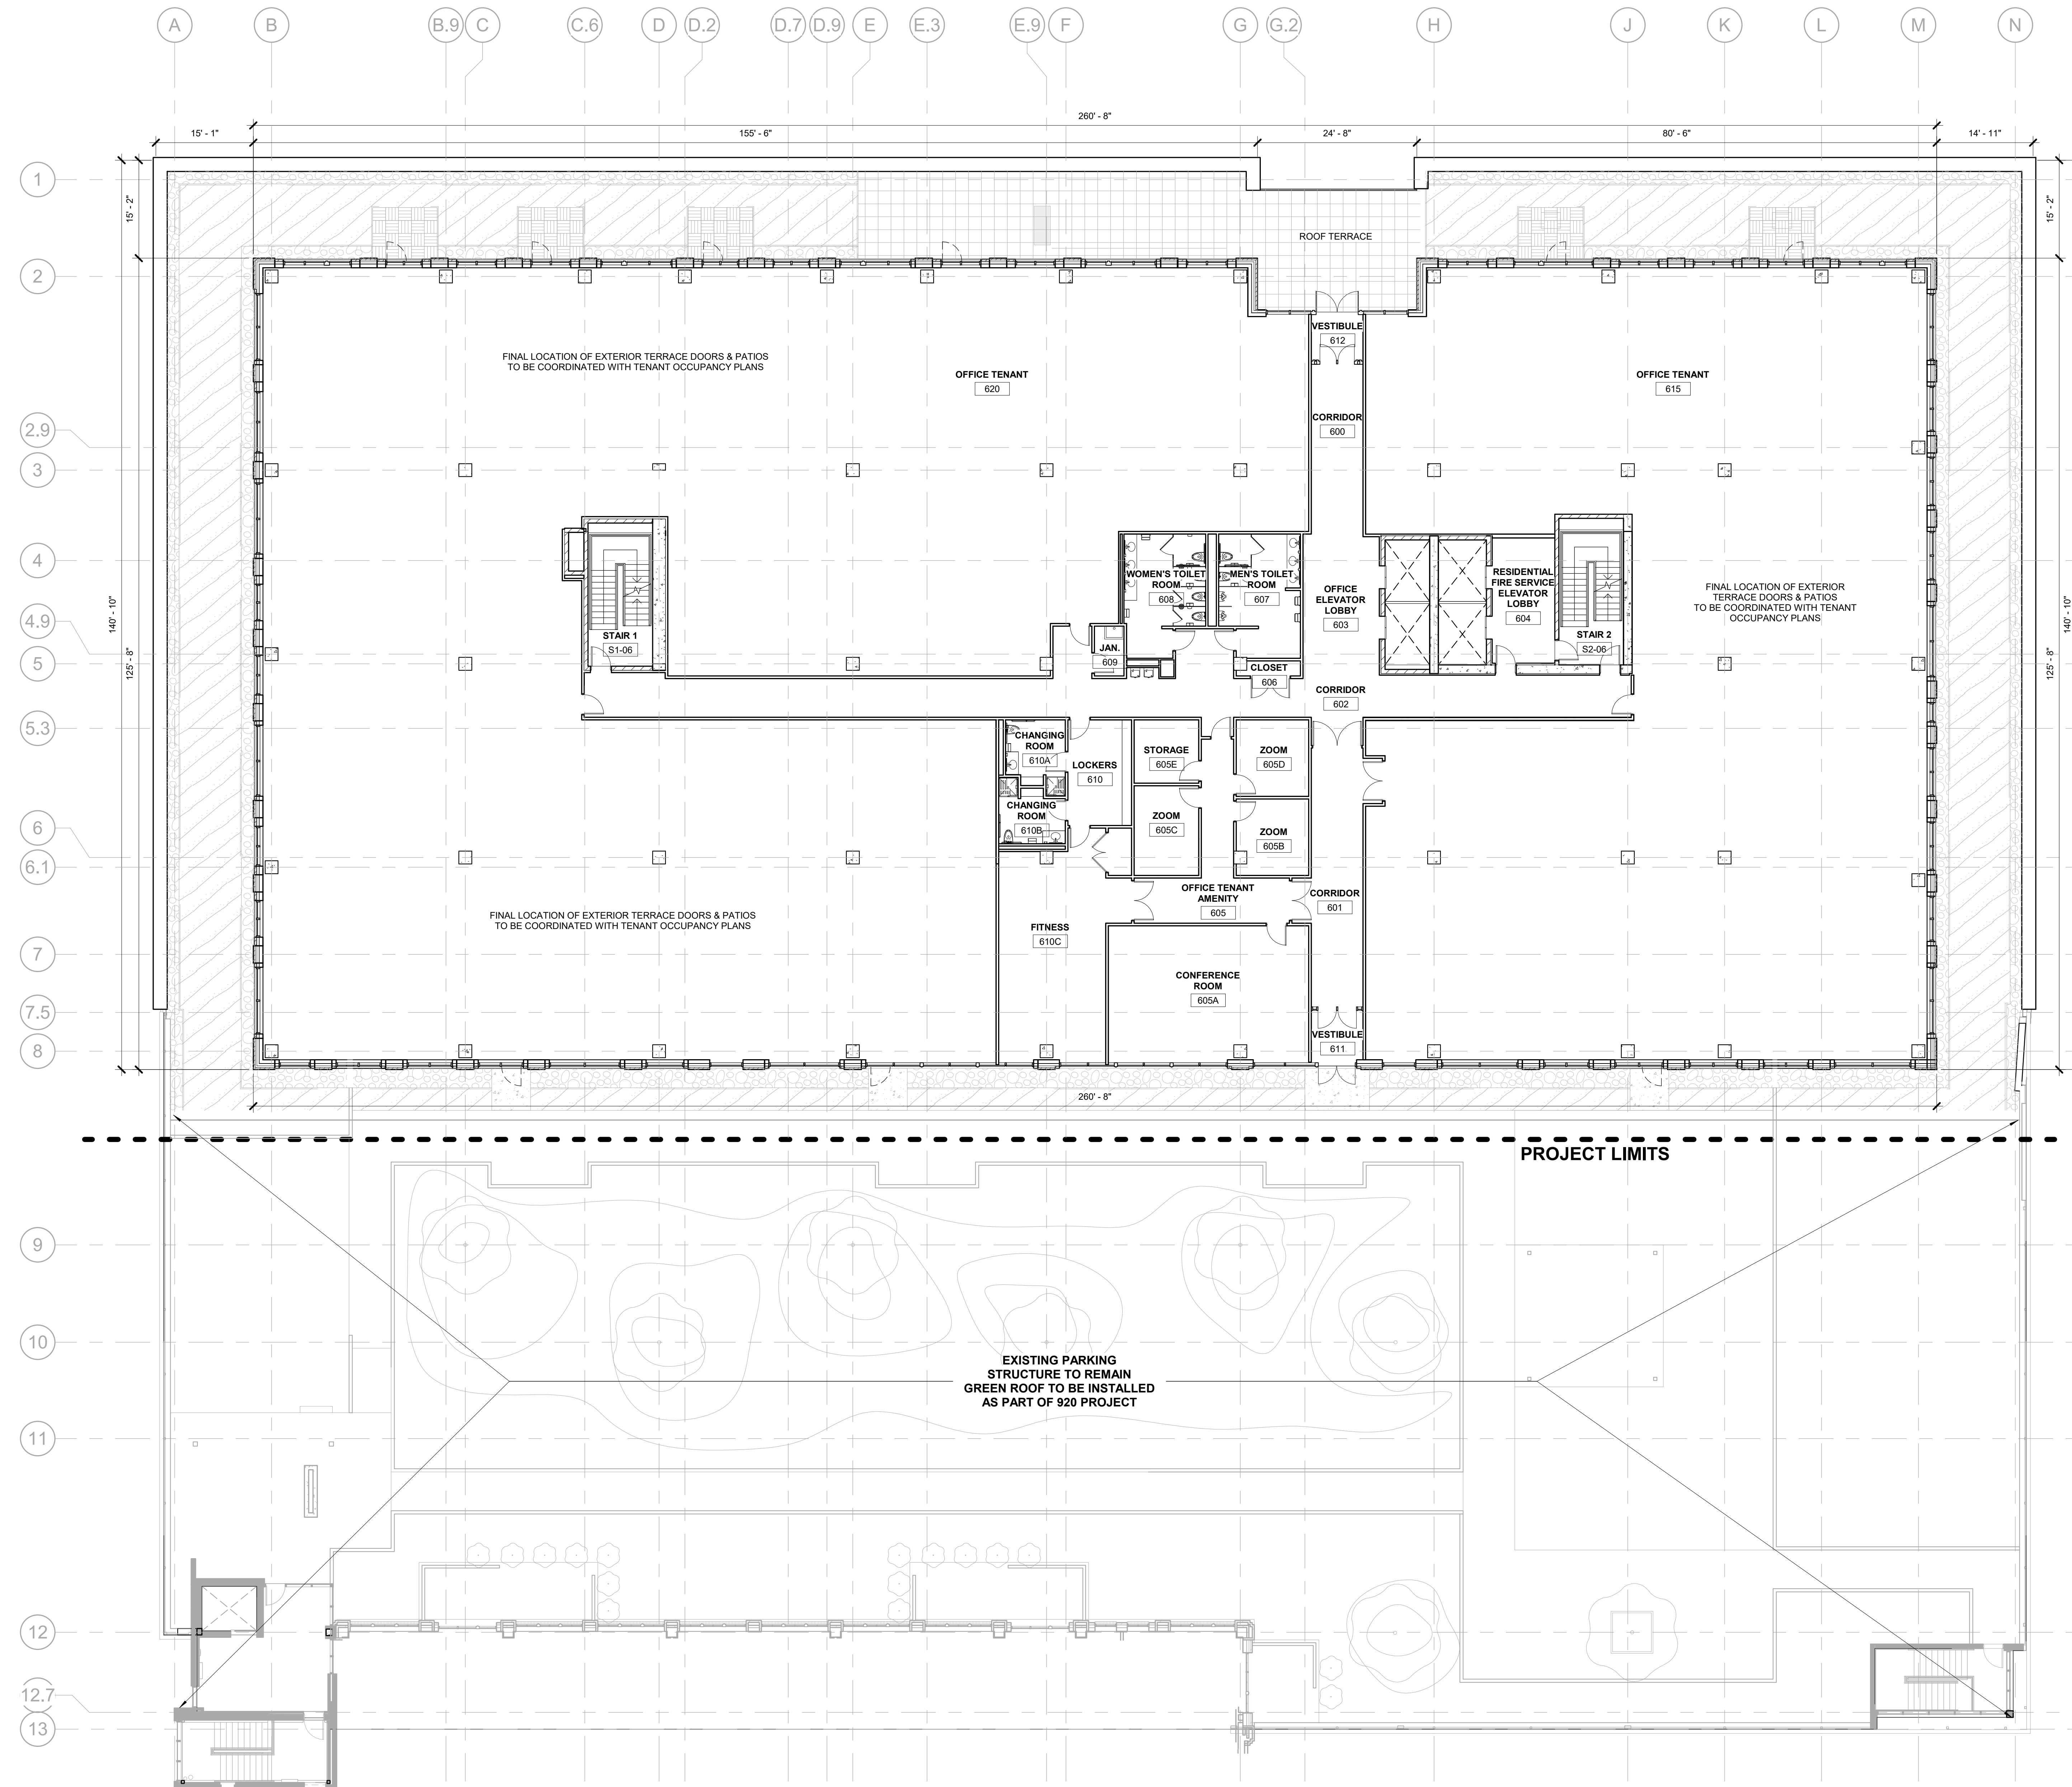 A B B.9 C C.6 D D.2 D.7 D.9 E E.3 E.9 F G G.2 H J K L M N
260' - 8"
15' - 1" 155' - 6" 24' - 8" 80' - 6" 14' - 11"
1
15' - 2" 15' - 2"
ROOF TERRACE
2
VESTIBULE
612
FINAL LOCATION OF EXTERIOR TERRACE DOORS & PATIOS
TO BE COORDINATED WITH TENANT OCCUPANCY PLANS
OFFICE TENANT
620
OFFICE TENANT
615
CORRIDOR
600
2.9
3
4
WOMEN'S TOILET
ROOM
608
MEN'S TOILET
ROOM
607
OFFICE
ELEVATOR
LOBBY
603
RESIDENTIAL
FIRE SERVICE
ELEVATOR
LOBBY
604
FINAL LOCATION OF EXTERIOR
TERRACE DOORS & PATIOS
TO BE COORDINATED WITH TENANT
OCCUPANCY PLANS
140' - 10" 140' - 10"
4.9
STAIR 1
S1-06
STAIR 2
S2-06
JAN.
609
5
125' - 8" 125' - 8"
CLOSET
606
CORRIDOR
602
5.3
CHANGING
ROOM
610A
LOCKERS
610
STORAGE
605E
ZOOM
605D
CHANGING
ROOM
610B
ZOOM
605C
ZOOM
605B
6
6.1
OFFICE TENANT
AMENITY
605
CORRIDOR
601
FINAL LOCATION OF EXTERIOR TERRACE DOORS & PATIOS
TO BE COORDINATED WITH TENANT OCCUPANCY PLANS
FITNESS
610C
7
CONFERENCE
ROOM
605A
7.5
VESTIBULE
611
8
260' - 8"
PROJECT LIMITS
9
10
EXISTING PARKING
STRUCTURE TO REMAIN
GREEN ROOF TO BE INSTALLED
AS PART OF 920 PROJECT
11
12
12.7
13